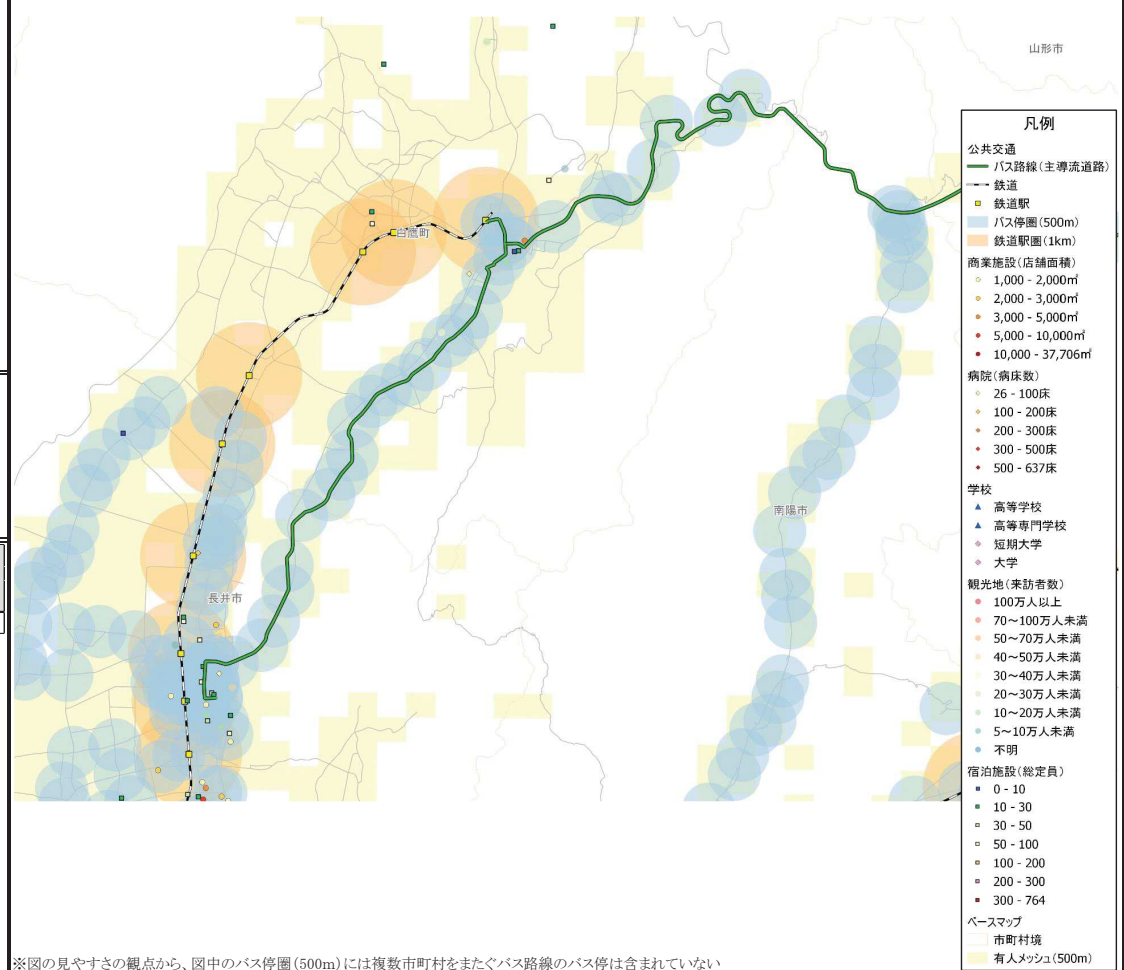 山形市
白鷹町
南陽市
長井市
凡例
公共交通
バス路線(主導流道路)
鉄道
鉄道駅
バス停圏(500m)
鉄道駅圏(1km)
商業施設(店舗面積)
1,000 - 2,000㎡
2,000 - 3,000㎡
3,000 - 5,000㎡
5,000 - 10,000㎡
10,000 - 37,706㎡
病院(病床数)
26 - 100床
100 - 200床
200 - 300床
300 - 500床
500 - 637床
学校
高等学校
高等専門学校
短期大学
大学
観光地(来訪者数)
100万人以上
70～100万人未満
50～70万人未満
40～50万人未満
30～40万人未満
20～30万人未満
10～20万人未満
5～10万人未満
不明
宿泊施設(総定員)
0 - 10
10 - 30
30 - 50
50 - 100
100 - 200
200 - 300
300 - 764
ベースマップ
市町村境
有人メッシュ(500m)
※図の見やすさの観点から、図中のバス停圏(500m)には複数市町村をまたぐバス路線のバス停は含まれていない